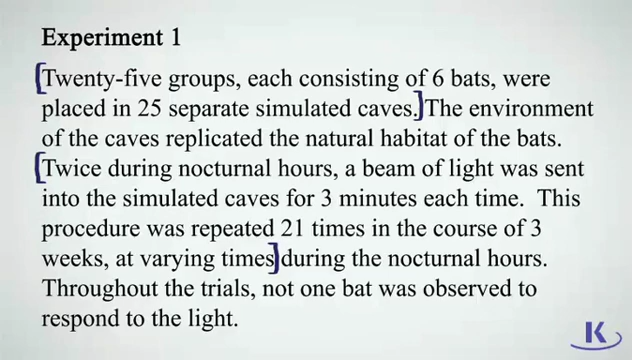 Experiment 1
[Twenty-five groups, each consisting of 6 bats, were
placed in 25 separate simulated caves.] The environment
of the caves replicated the natural habitat of the bats.
[Twice during nocturnal hours, a beam of light was sent
into the simulated caves for 3 minutes each time. This
procedure was repeated 21 times in the course of 3
weeks, at varying times] during the nocturnal hours.
Throughout the trials, not one bat was observed to
respond to the light.
K